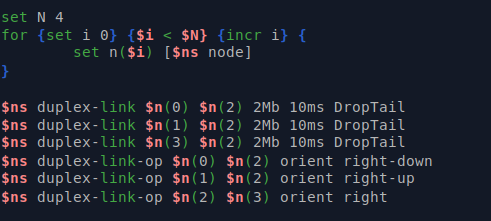 set N 4
for {set i 0} {$i < $N} {incr i} {
set n($i) [$ns node]
}
$ns duplex-link $n(0) $n(2) 2Mb 10ms DropTail
$ns duplex-link $n(1) $n(2) 2Mb 10ms DropTail
$ns duplex-link $n(3) $n(2) 2Mb 10ms DropTail
$ns duplex-link-op $n(0) $n(2) orient right-down
$ns duplex-link-op $n(1) $n(2) orient right-up
$ns duplex-link-op $n(2) $n(3) orient right